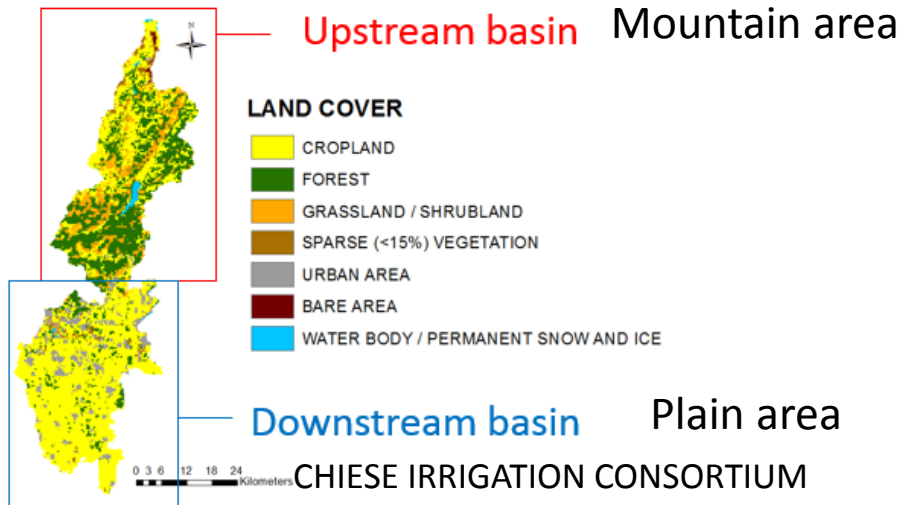 Upstream basin Mountain area
N
LAND COVER
CROPLAND
FOREST
GRASSLAND / SHRUBLAND
SPARSE (<15%) VEGETATION
URBAN AREA
BARE AREA
WATER BODY / PERMANENT SNOW AND ICE
Downstream basin Plain area
0 3 6 12 18 24
Kilometers
CHIESE IRRIGATION CONSORTIUM